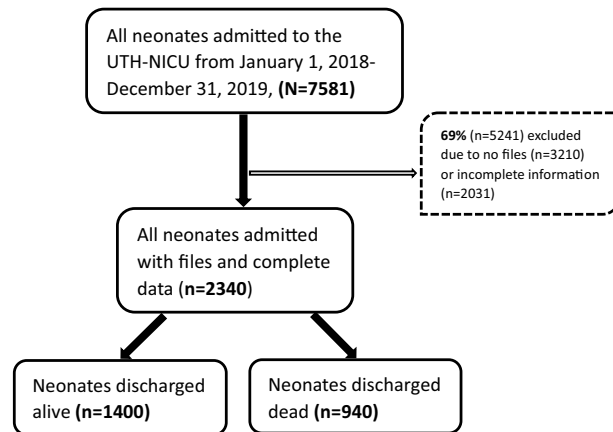 All neonates admitted to the
UTH-NICU from January 1, 2018-
December 31, 2019, (N=7581)
69% (n=5241) excluded
due to no files (n=3210)
or incomplete information
(n=2031)
All neonates admitted
with files and complete
data (n=2340)
Neonates discharged
alive (n=1400)
Neonates discharged
dead (n=940)